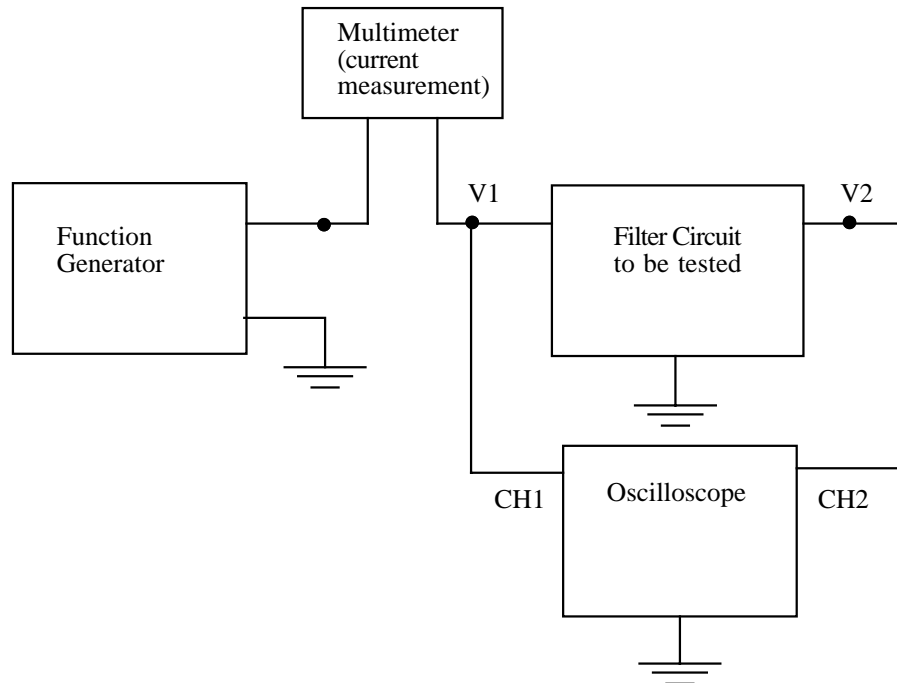 Multimeter
(current
measurement)
Function
Generator
V1
Filter Circuit
to be tested
V2
CH1
Oscilloscope
CH2